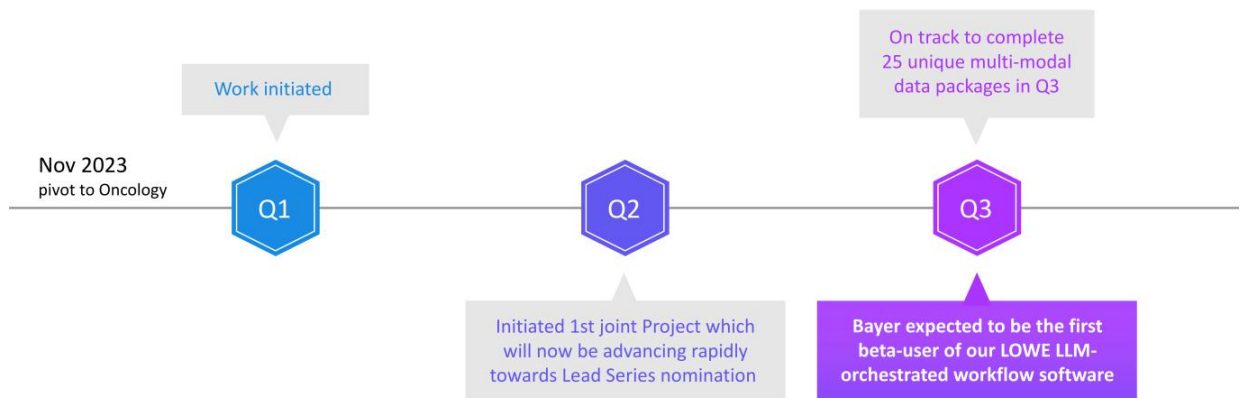 Nov 2023
pivot to Oncology
Work initiated
Q1
Q2
Initiated 1st joint Project which
will now be advancing rapidly
towards Lead Series nomination
On track to complete
25 unique multi-modal
data packages in Q3
Q3
Bayer expected to be the first
beta-user of our LOWE LLM-
orchestrated workflow software